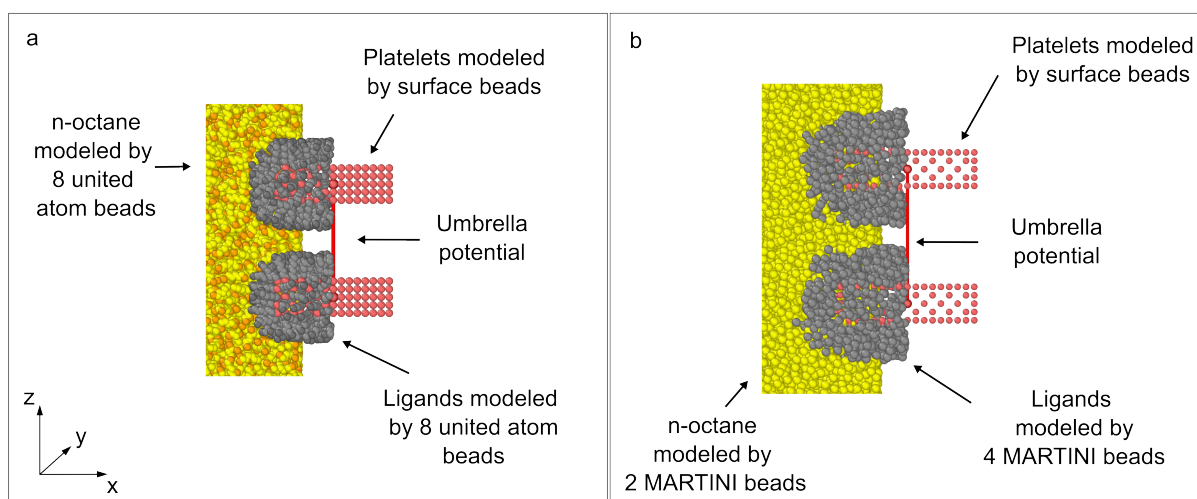 a
Platelets modeled
by surface beads
n-octane
modeled by
8 united
atom beads
Umbrella
potential
Ligands modeled
by 8 united atom
beads
z
y
x
b
Platelets modeled
by surface beads
Umbrella
potential
n-octane
modeled by
2 MARTINI beads
Ligands
modeled by
4 MARTINI beads